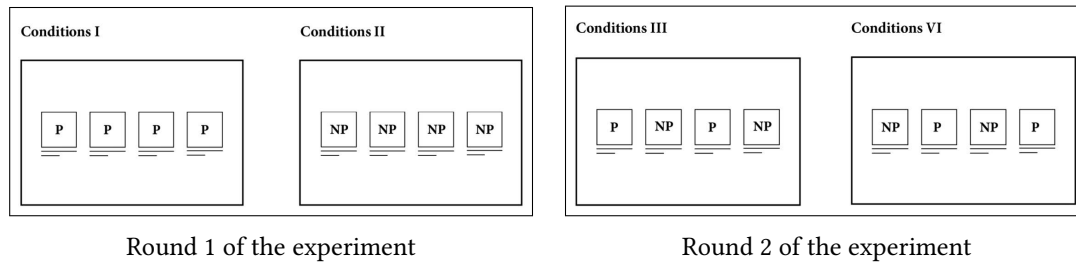 Conditions I
Conditions II
P P P P
NP NP NP NP
Round 1 of the experiment
Conditions III
Conditions VI
P NP P NP
NP P NP P
Round 2 of the experiment